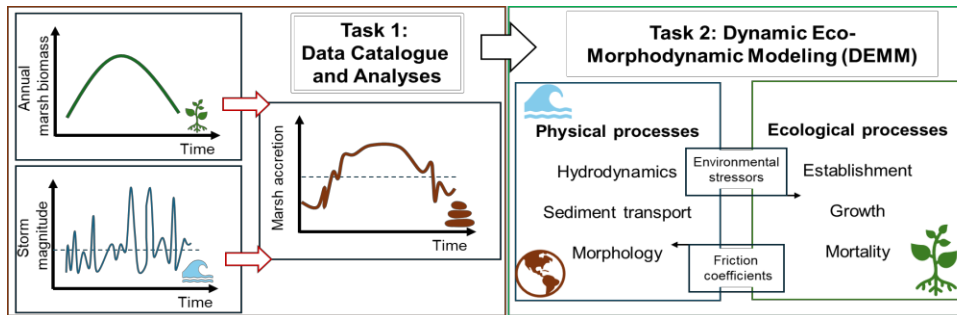 Annual
marsh biomass
Time
Storm
magnitude
Time
Task 1:
Data Catalogue
and Analyses
Marsh accretion
Time
Task 2: Dynamic Eco-
Morphodynamic Modeling (DEMM)
Physical processes
Hydrodynamics
Sediment transport
Morphology
Environmental
stressors
Friction
coefficients
Ecological processes
Establishment
Growth
Mortality